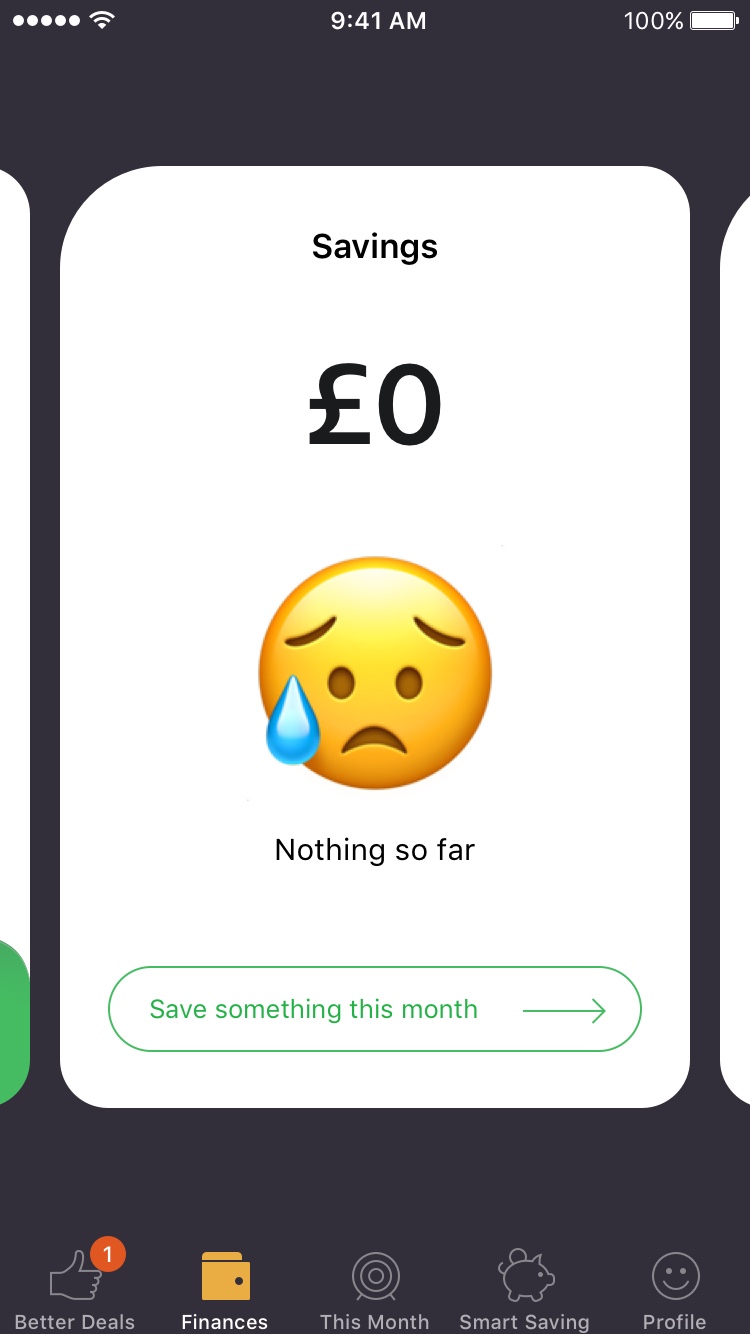 9:41 AM 100%
Savings
£0
Nothing so far
Save something this month
1
Better Deals Finances This Month Smart Saving Profile